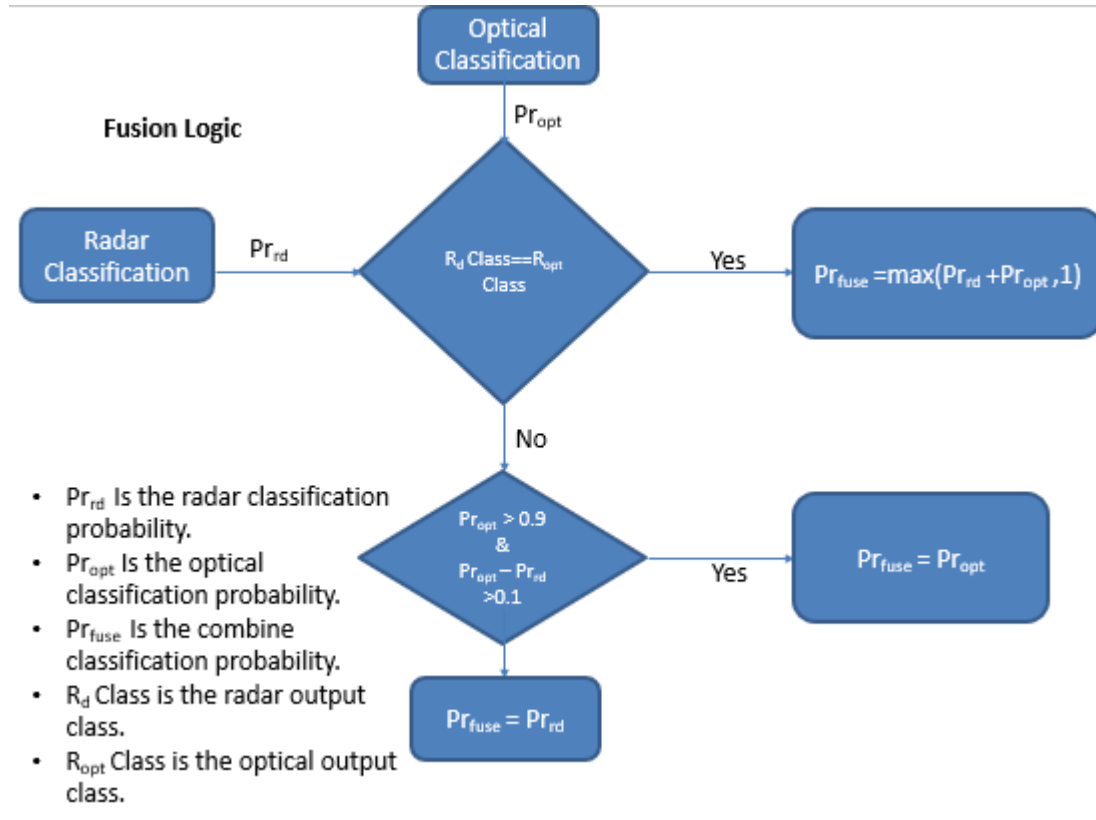 Optical
Classification
Pr_opt
Fusion Logic
Radar
Classification
Pr_rd
R_d Class==R_opt
Class
Yes
Pr_fuse =max(Pr_rd +Pr_opt ,1)
No
Pr_opt > 0.9
&
Pr_opt – Pr_rd
>0.1
Yes
Pr_fuse = Pr_opt
Pr_fuse = Pr_rd
• Pr_rd Is the radar classification
probability.
• Pr_opt Is the optical
classification probability.
• Pr_fuse Is the combine
classification probability.
• R_d Class is the radar output
class.
• R_opt Class is the optical output
class.